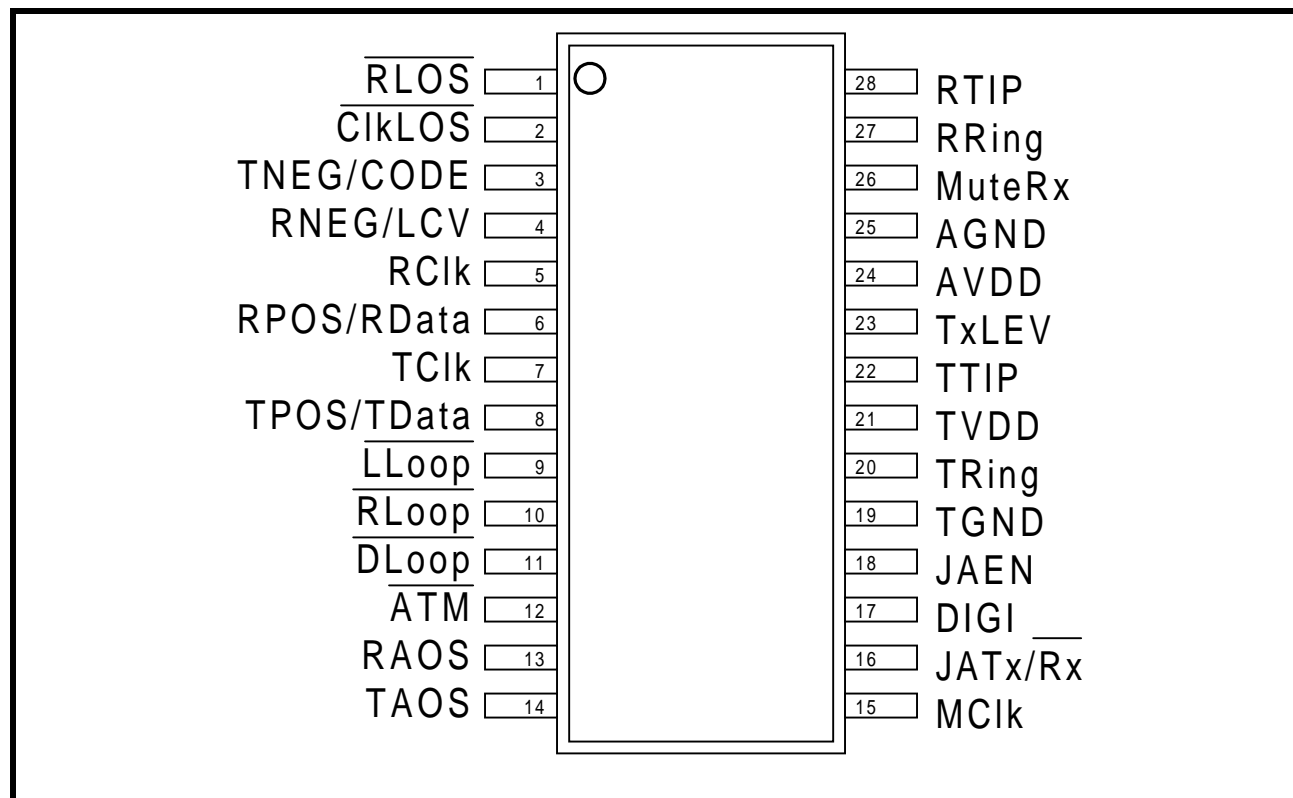 RLOS 1
ClkLOS 2
TNEG/CODE 3
RNEG/LCV 4
RClk 5
RPOS/RData 6
TClk 7
TPOS/TData 8
LLoop 9
RLoop 10
DLoop 11
ATM 12
RAOS 13
TAOS 14
28 RTIP
27 RRing
26 MuteRx
25 AGND
24 AVDD
23 TxLEV
22 TTIP
21 TVDD
20 TRing
19 TGND
18 JAEN
17 DIGI
16 JATx/Rx
15 MClk